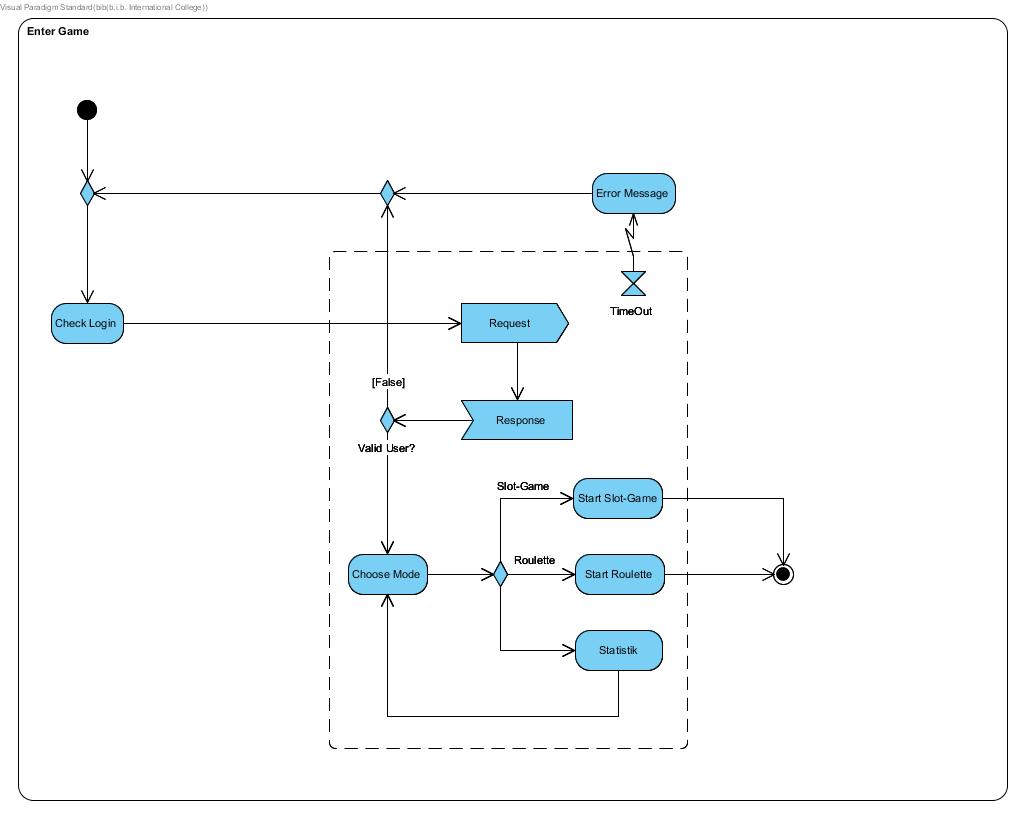 Visual Paradigm Standard(bib(b.i.b. International College))
Enter Game
Error Message
TimeOut
Check Login
Request
[False]
Response
Valid User?
Slot-Game
Start Slot-Game
Roulette
Choose Mode
Start Roulette
Statistik